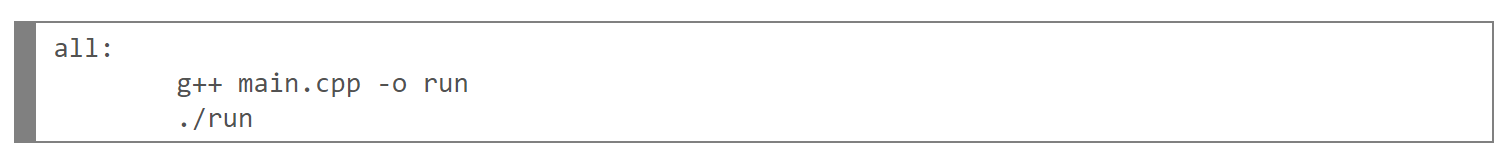 all:
        g++ main.cpp -o run
        ./run